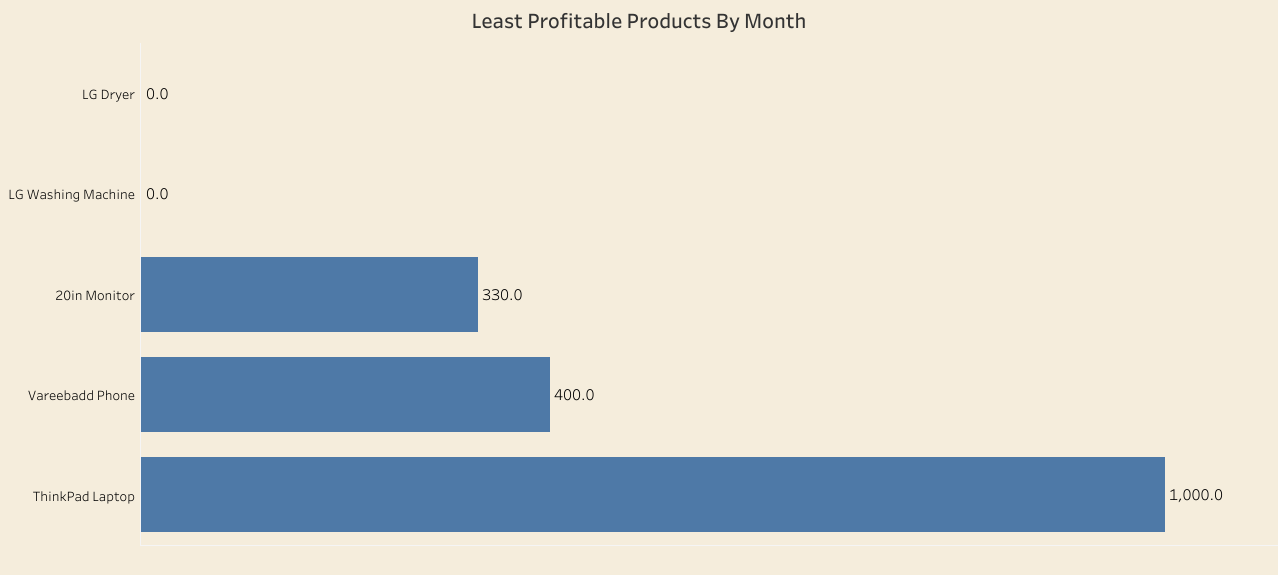 Least Profitable Products By Month
LG Dryer 0.0
LG Washing Machine 0.0
20in Monitor 330.0
Vareebadd Phone 400.0
ThinkPad Laptop 1,000.0